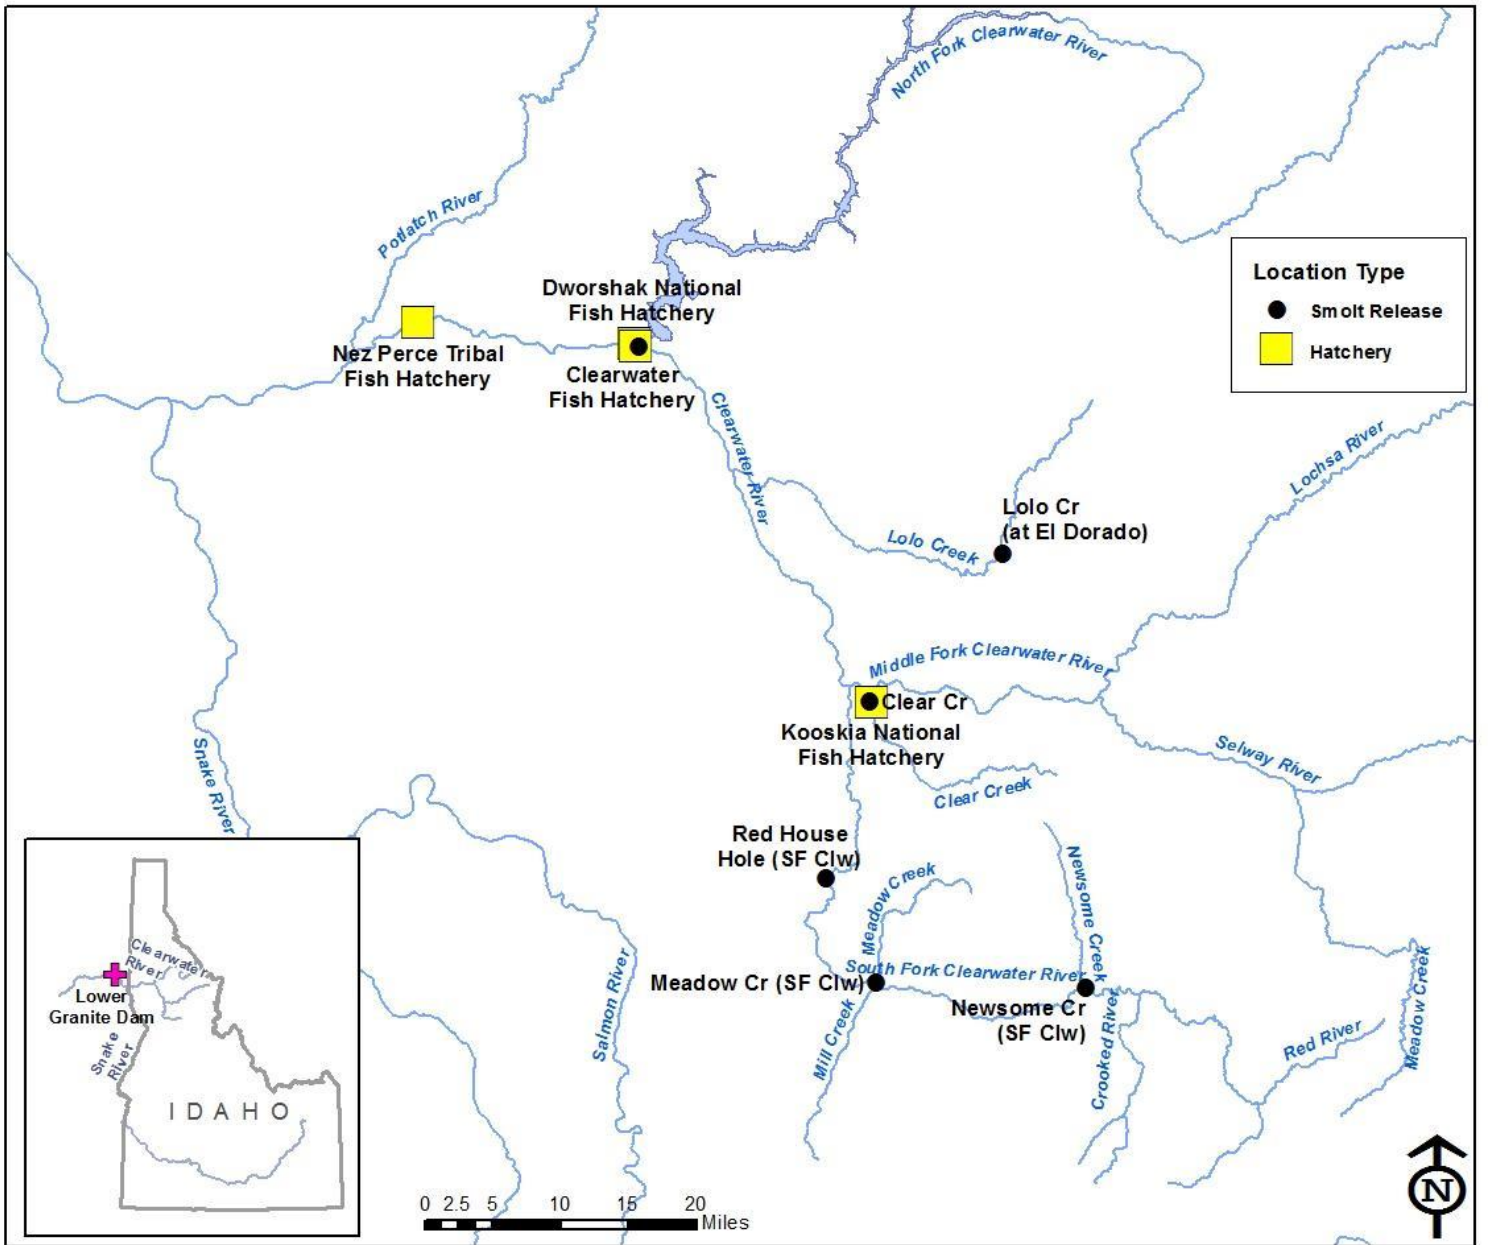 North Fork Clearwater River
Potlatch River
Dworshak National
Fish Hatchery
Nez Perce Tribal
Fish Hatchery
Clearwater
Fish Hatchery
Location Type
Smolt Release
Hatchery
Clearwater River
Lochsa River
Lolo Cr
(at El Dorado)
Lolo Creek
Middle Fork Clearwater River
Clear Cr
Kooskia National
Fish Hatchery
Selway River
Clear Creek
Snake River
Red House
Hole (SF Clw)
Meadow Creek
Newsome Creek
South Fork Clearwater River
Meadow Cr (SF Clw)
Newsome Cr
(SF Clw)
Mill Creek
Crooked River
Red River
Meadow Creek
Salmon River
Clearwater
River
Lower
Granite Dam
Snake
River
IDAHO
0 2.5 5 10 15 20
Miles
N